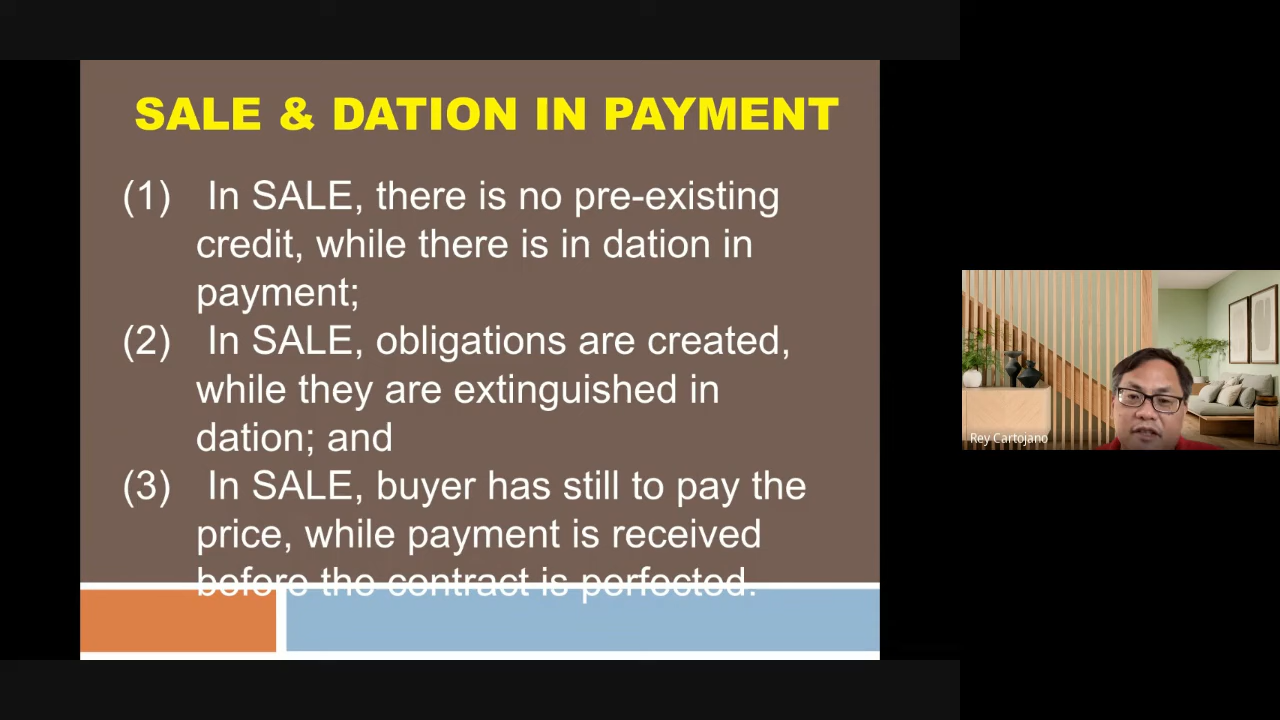 SALE & DATION IN PAYMENT
(1) In SALE, there is no pre-existing
credit, while there is in dation in
payment;
(2) In SALE, obligations are created,
while they are extinguished in
dation; and
(3) In SALE, buyer has still to pay the
price, while payment is received
before the contract is perfected.
Rey Cartojano